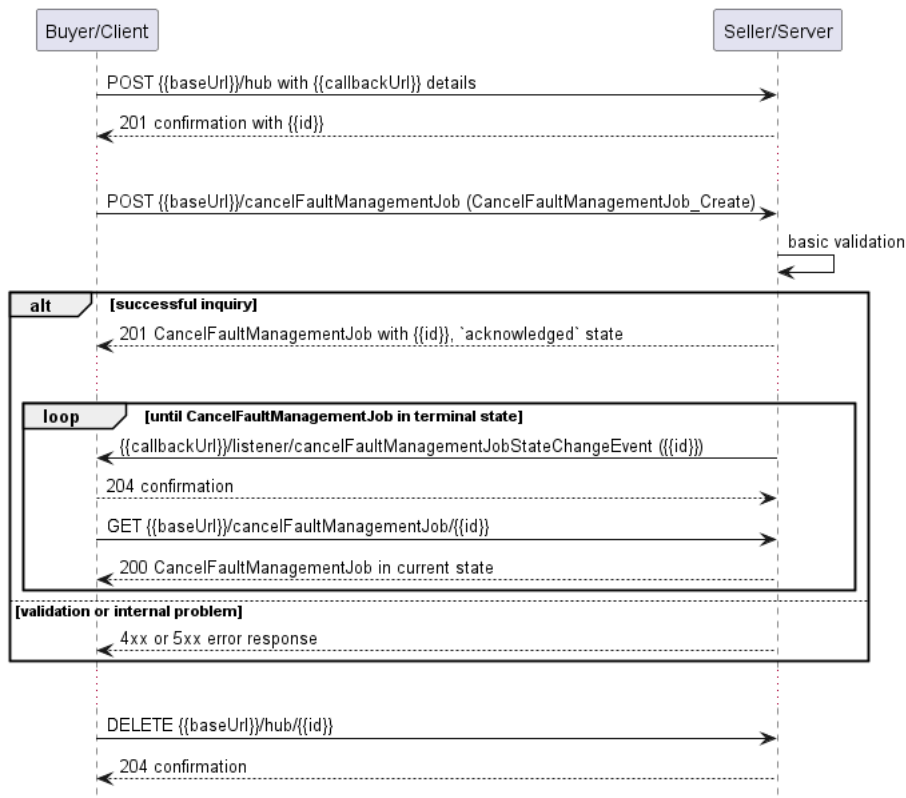 Buyer/Client
Seller/Server
POST {{baseUrl}}/hub with {{callbackUrl}} details
201 confirmation with {{id}}
POST {{baseUrl}}/cancelFaultManagementJob (CancelFaultManagementJob_Create)
basic validation
alt
[successful inquiry]
201 CancelFaultManagementJob with {{id}}, `acknowledged` state
loop
[until CancelFaultManagementJob in terminal state]
{{callbackUrl}}/listener/cancelFaultManagementJobStateChangeEvent ({{id}})
204 confirmation
GET {{baseUrl}}/cancelFaultManagementJob/{{id}}
200 CancelFaultManagementJob in current state
[validation or internal problem]
4xx or 5xx error response
DELETE {{baseUrl}}/hub/{{id}}
204 confirmation